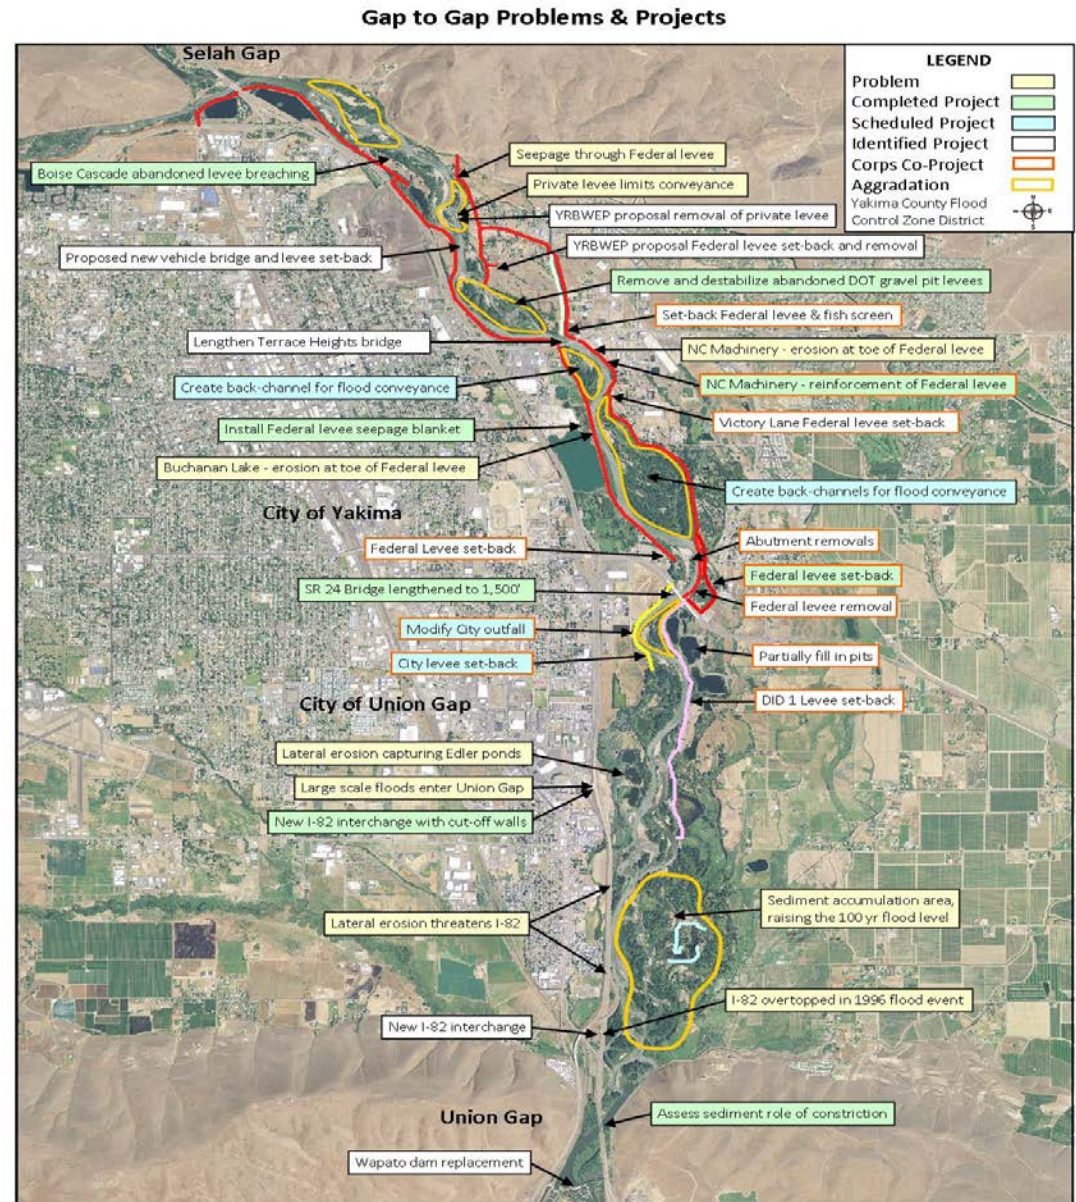 Gap to Gap Problems & Projects
Selah Gap
LEGEND
Problem
Completed Project
Scheduled Project
Identified Project
Corps Co-Project
Aggradation
Yakima County Flood
Control Zone District
N
E
S
W
Seepage through Federal levee
Boise Cascade abandoned levee breaching
Private levee limits conveyance
YRBWEP proposal removal of private levee
YRBWEP proposal Federal levee set-back and removal
Proposed new vehicle bridge and levee set-back
Remove and destabilize abandoned DOT gravel pit levees
Set-back Federal levee & fish screen
Lengthen Terrace Heights bridge
NC Machinery - erosion at toe of Federal levee
Create back-channel for flood conveyance
NC Machinery - reinforcement of Federal levee
Victory Lane Federal levee set-back
Install Federal levee seepage blanket
Buchanan Lake - erosion at toe of Federal levee
Create back-channels for flood conveyance
City of Yakima
Federal Levee set-back
Abutment removals
Federal levee set-back
SR 24 Bridge lengthened to 1,500'
Federal levee removal
Modify City outfall
Partially fill in pits
City levee set-back
DID 1 Levee set-back
City of Union Gap
Lateral erosion capturing Edler ponds
Large scale floods enter Union Gap
New I-82 interchange with cut-off walls
Sediment accumulation area,
raising the 100 yr flood level
Lateral erosion threatens I-82
I-82 overtopped in 1996 flood event
New I-82 interchange
Union Gap
Assess sediment role of constriction
Wapato dam replacement